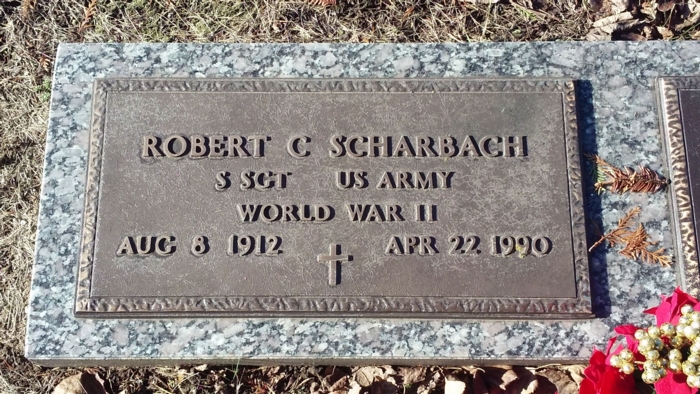 ROBERT C SCHARBACH
S SGT US ARMY
WORLD WAR II
AUG 8 1912 APR 22 1990